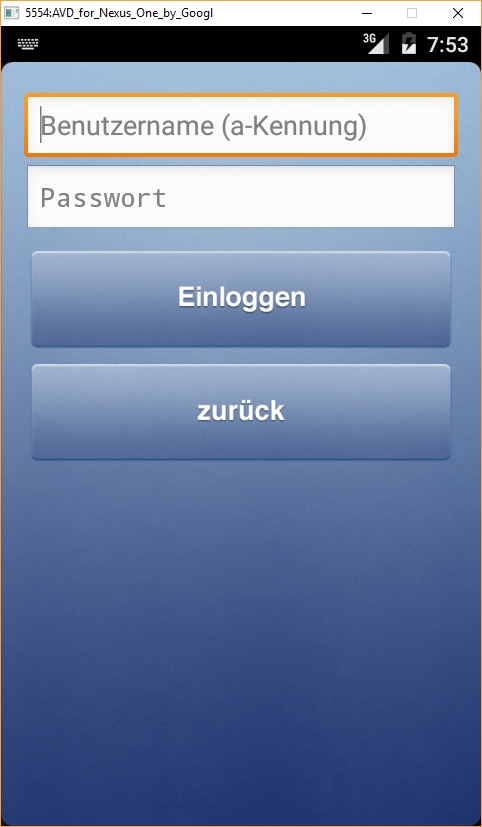 5554:AVD_for_Nexus_One_by_Googl
3G 7:53
Benutzername (a-Kennung)
Passwort
Einloggen
zurück